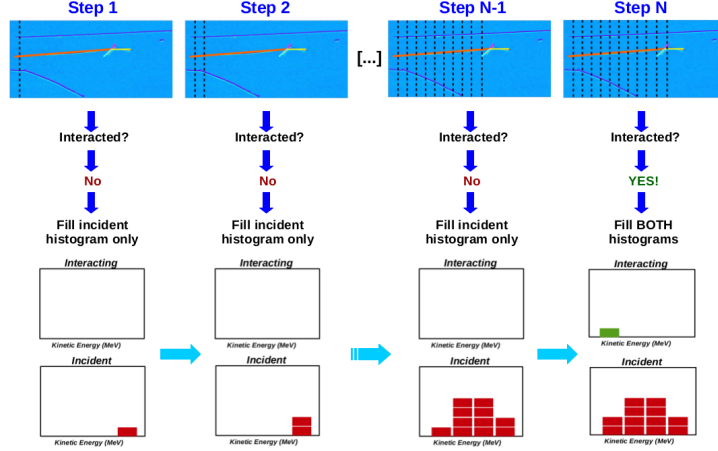 Step 1
Step 2
Step N-1
Step N
[...]
Interacted?
Interacted?
Interacted?
Interacted?
No
No
No
YES!
Fill incident
histogram only
Fill incident
histogram only
Fill incident
histogram only
Fill BOTH
histograms
Interacting
Interacting
Interacting
Interacting
Kinetic Energy (MeV)
Kinetic Energy (MeV)
Kinetic Energy (MeV)
Kinetic Energy (MeV)
Incident
Incident
Incident
Incident
Kinetic Energy (MeV)
Kinetic Energy (MeV)
Kinetic Energy (MeV)
Kinetic Energy (MeV)